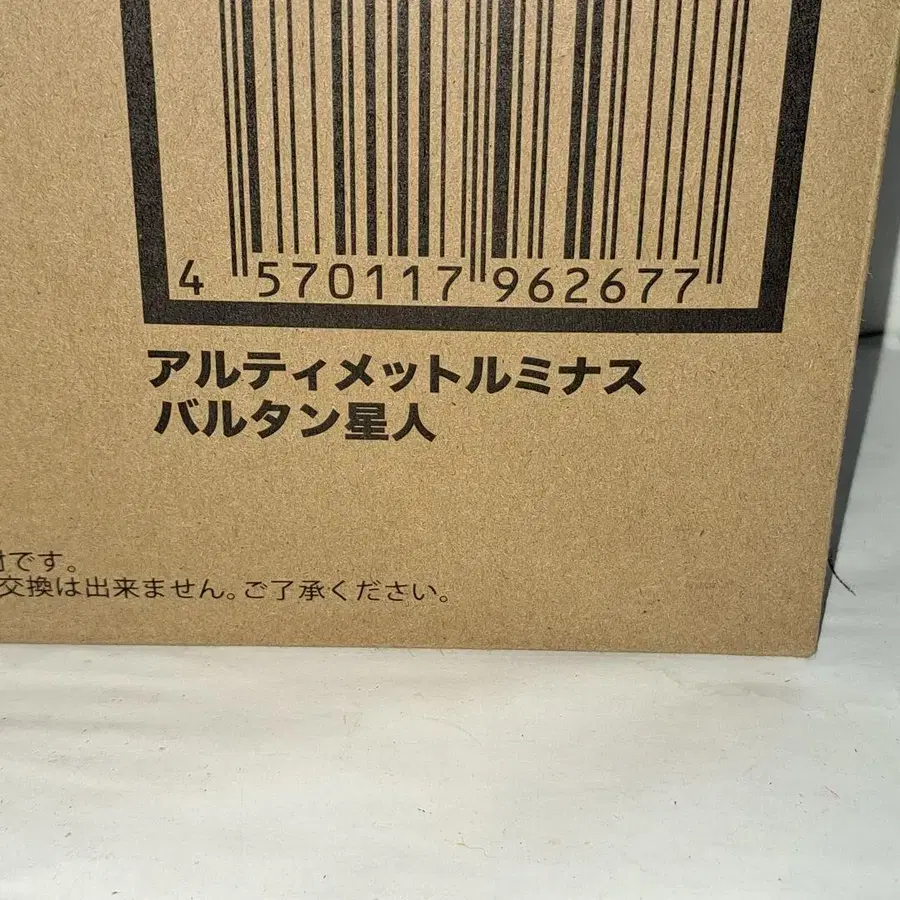 4 570117 962677
アルティメットルミナス
バルタン星人
です。
交換は出来ません。ご了承ください。